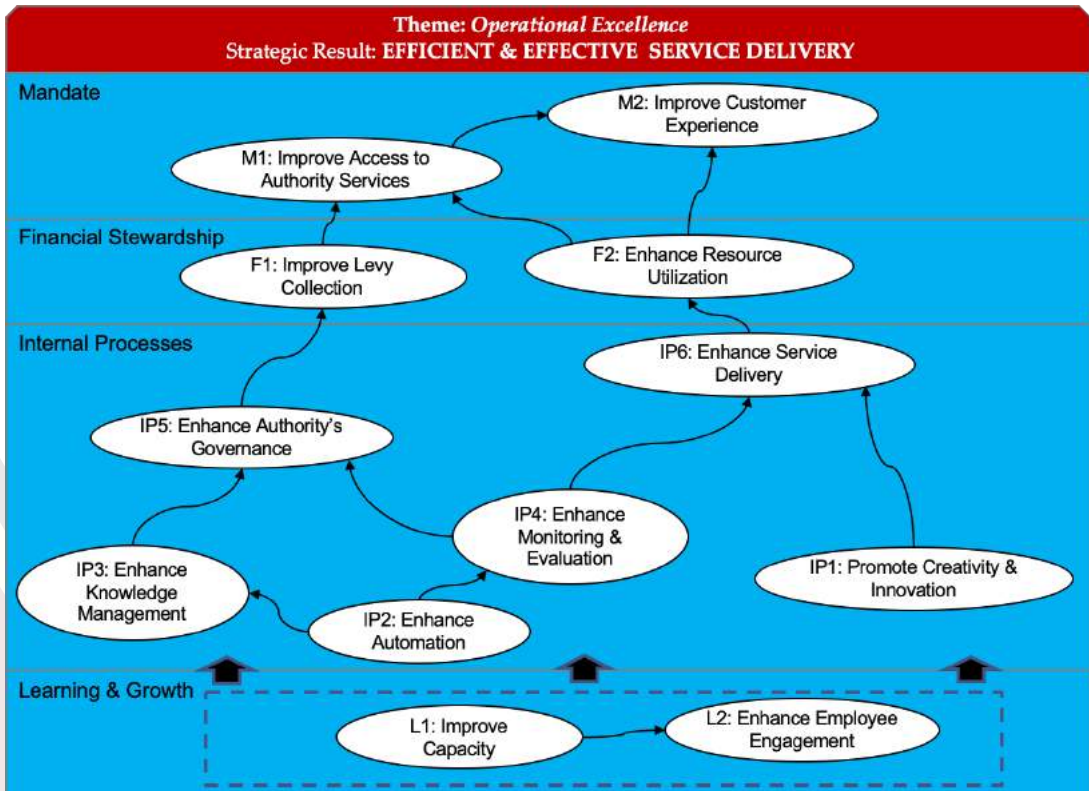 Theme: Operational Excellence
Strategic Result: EFFICIENT & EFFECTIVE SERVICE DELIVERY
Mandate
M2: Improve Customer
Experience
M1: Improve Access to
Authority Services
Financial Stewardship
F1: Improve Levy
Collection
F2: Enhance Resource
Utilization
Internal Processes
IP6: Enhance Service
Delivery
IP5: Enhance Authority's
Governance
IP4: Enhance
Monitoring &
Evaluation
IP3: Enhance
Knowledge
Management
IP1: Promote Creativity &
Innovation
IP2: Enhance
Automation
Learning & Growth
L1: Improve
Capacity
L2: Enhance Employee
Engagement